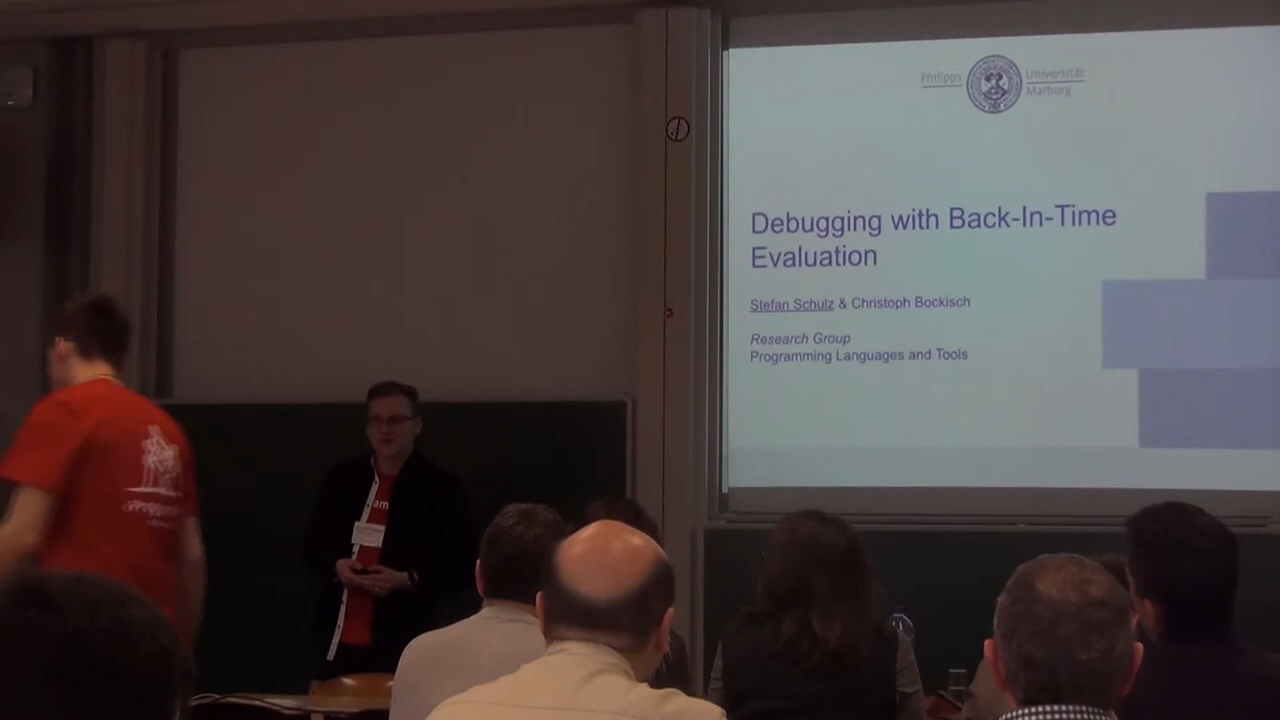 Philipps Universität
Marburg
Debugging with Back-In-Time
Evaluation
Stefan Schulz & Christoph Bockisch
Research Group
Programming Languages and Tools
am